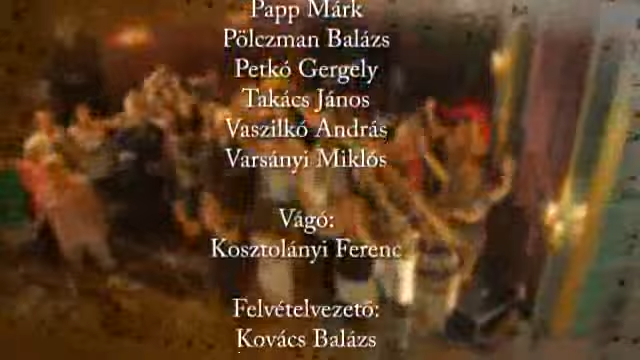 Papp Márk
Pölczman Balázs
Petkó Gergely
Takács János
Vaszilkó András
Varsányi Miklós
Vágó:
Kosztolányi Ferenc
Felvételvezető:
Kovács Balázs